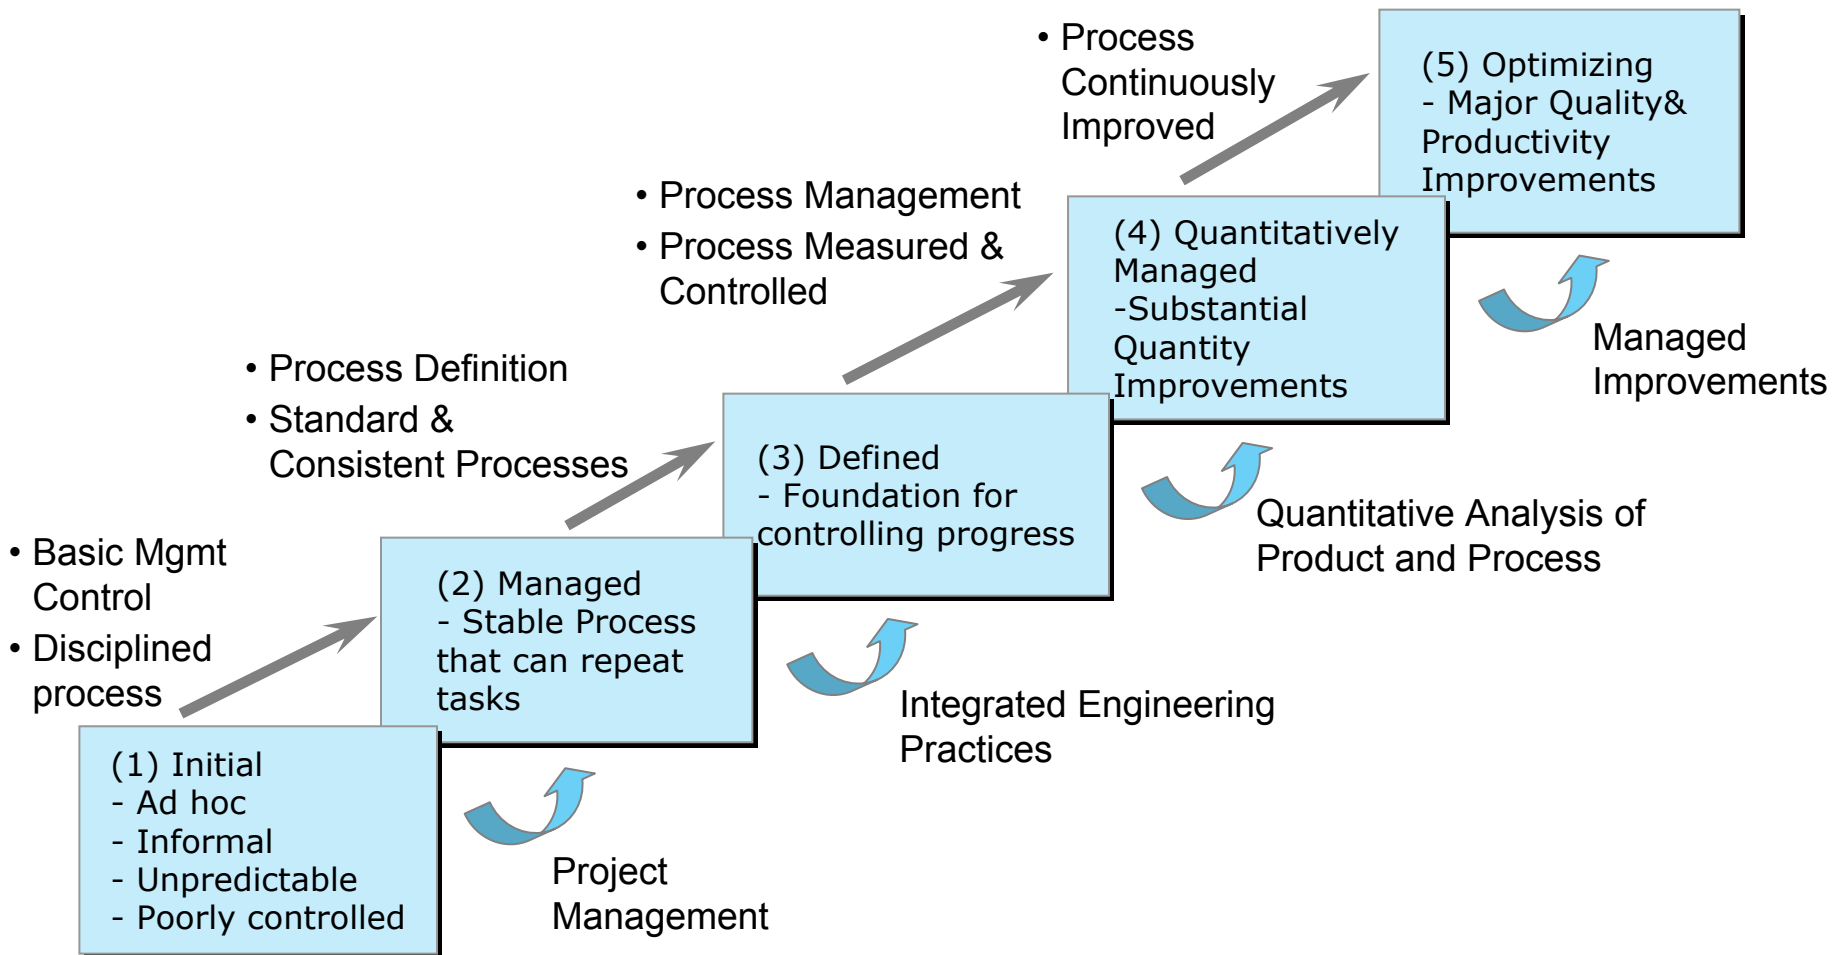 • Process
Continuously
Improved
(5) Optimizing
- Major Quality&
Productivity
Improvements
• Process Management
• Process Measured &
Controlled
(4) Quantitatively
Managed
-Substantial
Quantity
Improvements
Managed
Improvements
• Process Definition
• Standard &
Consistent Processes
(3) Defined
- Foundation for
controlling progress
Quantitative Analysis of
Product and Process
• Basic Mgmt
Control
• Disciplined
process
(2) Managed
- Stable Process
that can repeat
tasks
Integrated Engineering
Practices
(1) Initial
- Ad hoc
- Informal
- Unpredictable
- Poorly controlled
Project
Management